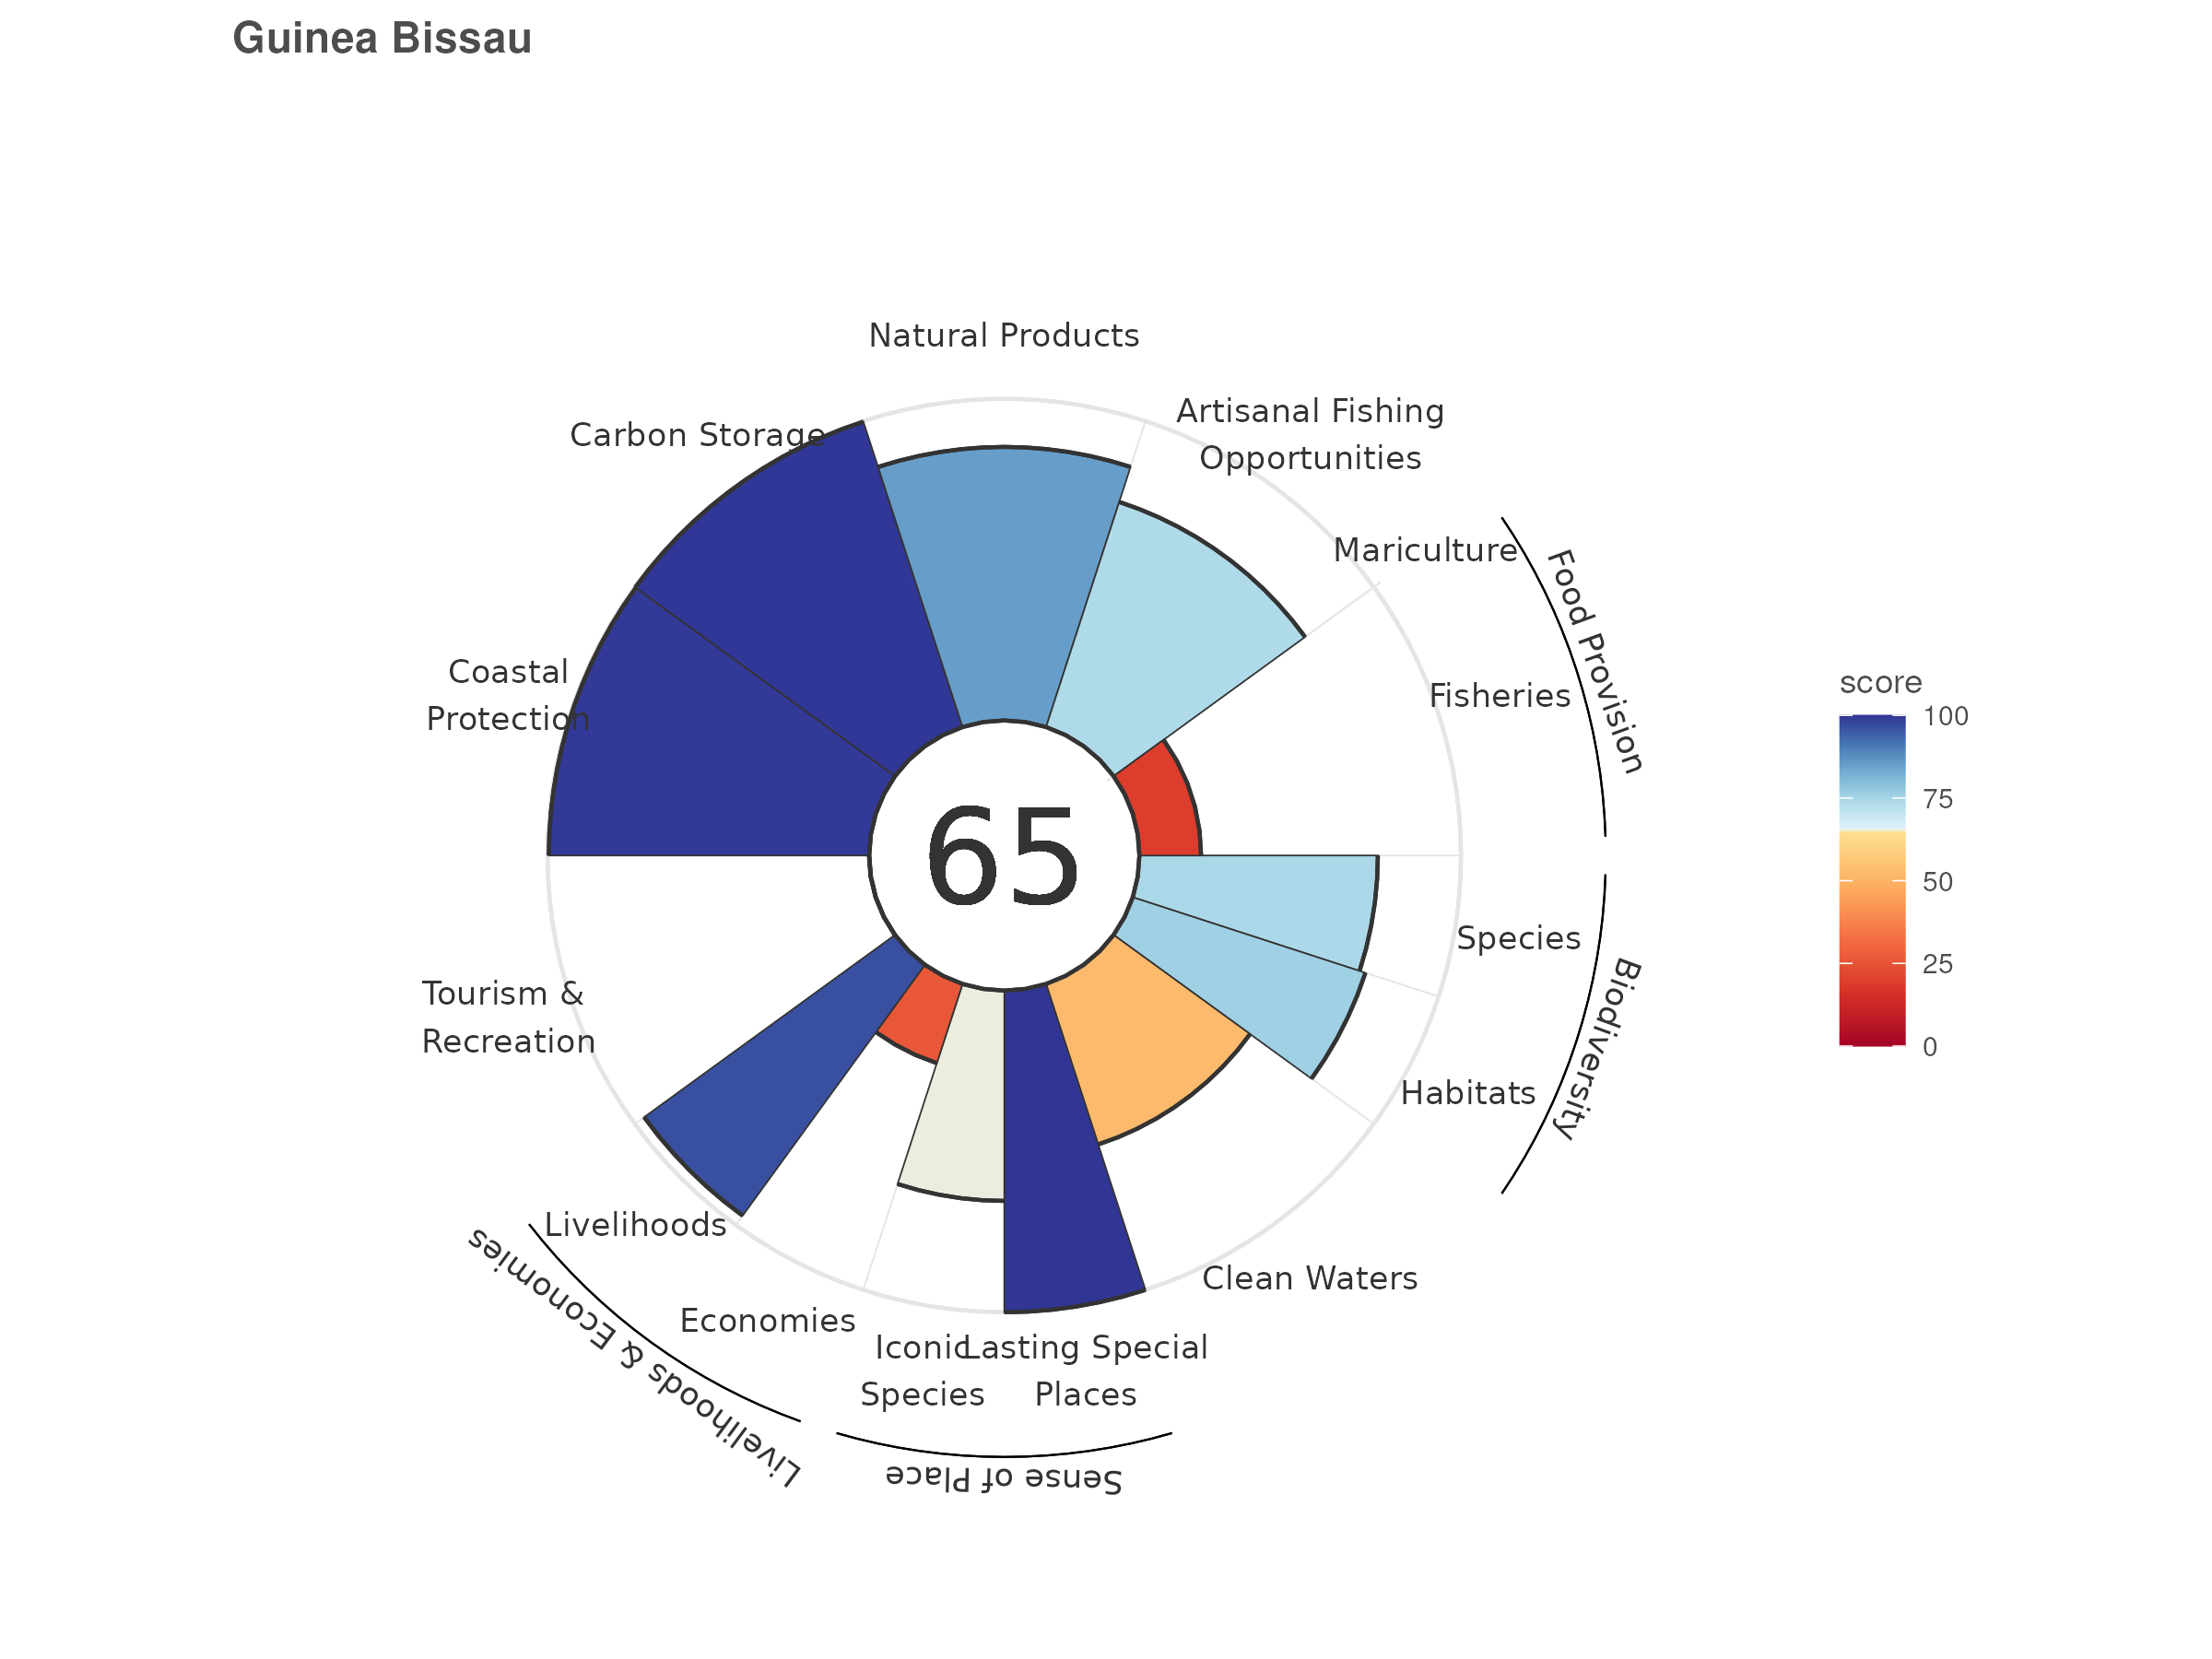 Guinea Bissau
Natural Products
Carbon Storage
Artisanal Fishing
Opportunities
Mariculture
Food Provision
Fisheries
Coastal
Protection
65
score
100
75
50
25
0
Species
Biodiversity
Habitats
Tourism &
Recreation
Livelihoods
Livelihoods & Economies
Economies
Clean Waters
Iconic
Species
Lasting Special
Places
Sense of Place